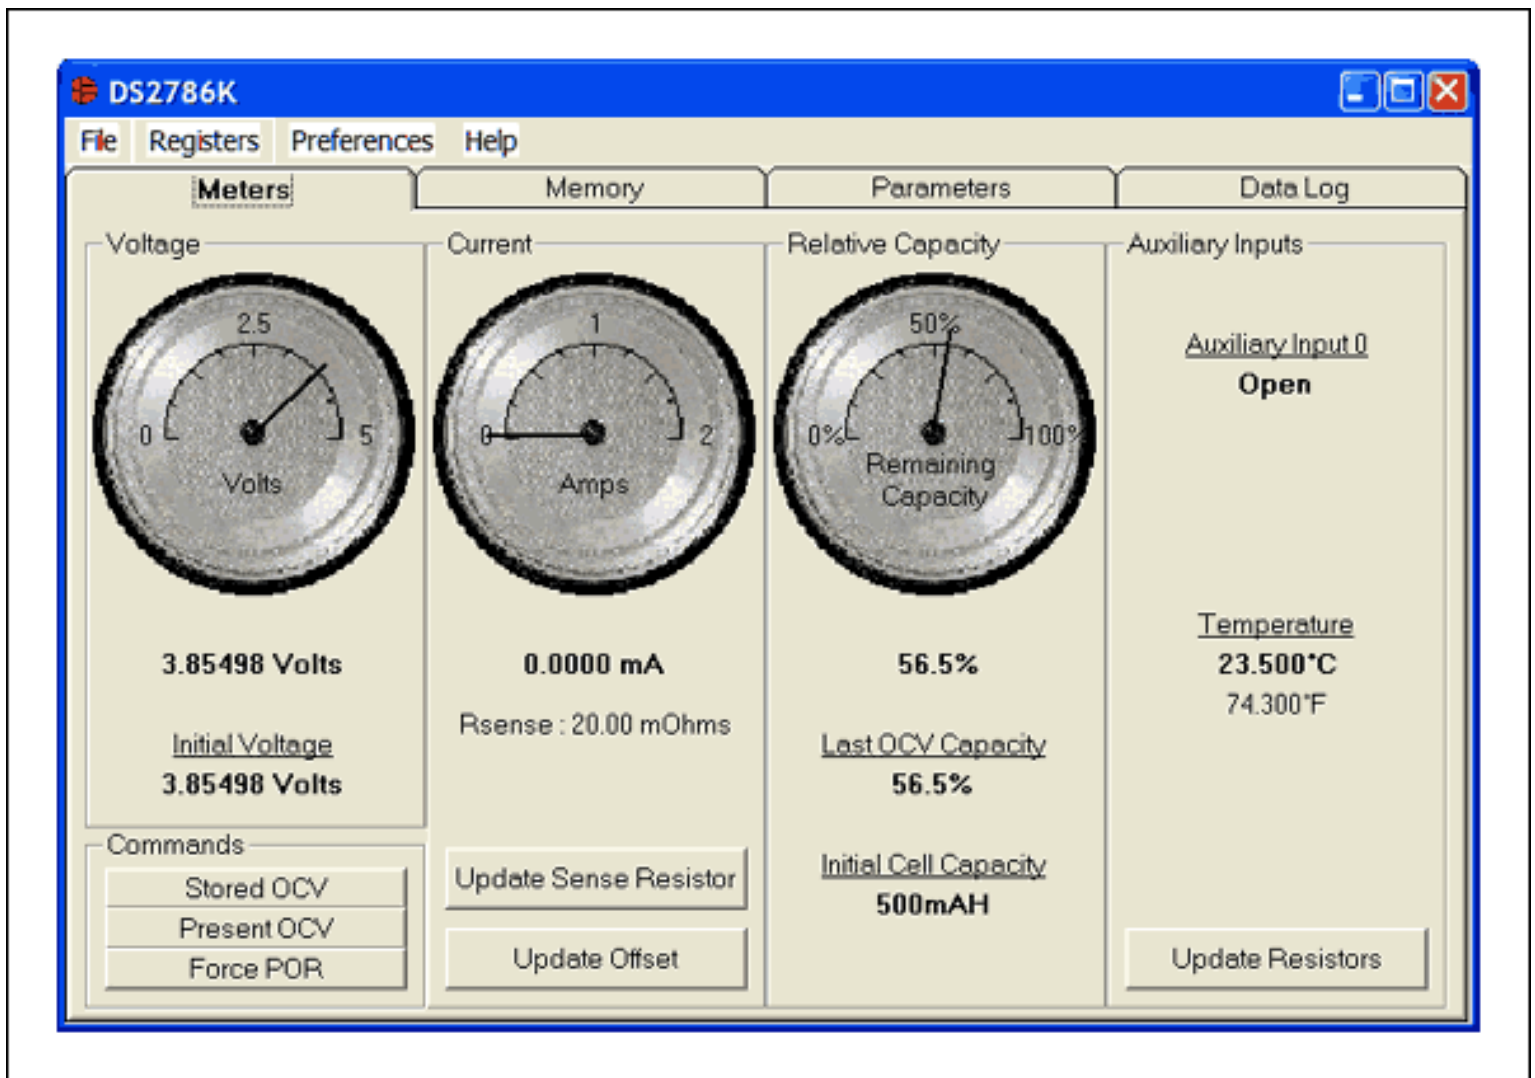 DS2786K
File Registers Preferences Help
Meters Memory Parameters Data Log
Voltage
2.5
0 5
Volts
3.85498 Volts
Initial Voltage
3.85498 Volts
Commands
Stored OCV
Present OCV
Force POR
Current
1
0 2
Amps
0.0000 mA
Rsense : 20.00 mOhms
Update Sense Resistor
Update Offset
Relative Capacity
50%
0% 100%
Remaining
Capacity
56.5%
Last OCV Capacity
56.5%
Initial Cell Capacity
500mAH
Auxiliary Inputs
Auxiliary Input 0
Open
Temperature
23.500°C
74.300°F
Update Resistors